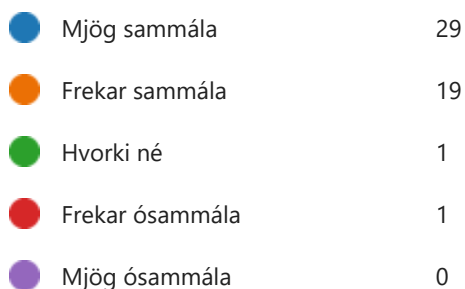 Mjög sammála 29
Frekar sammála 19
Hvorki né 1
Frekar ósammála 1
Mjög ósammála 0